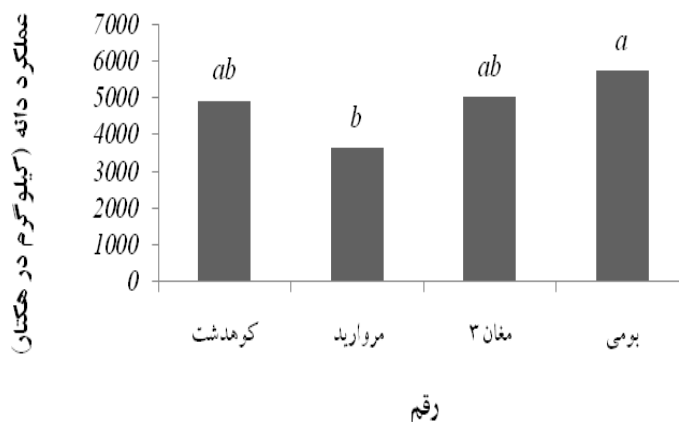 عملکرد دانه (کیلوگرم در هکتار)
7000
6000
5000
4000
3000
2000
1000
0
ab
b
ab
a
کوهدشت
مروارید
مغان ۳
بومی
رقم